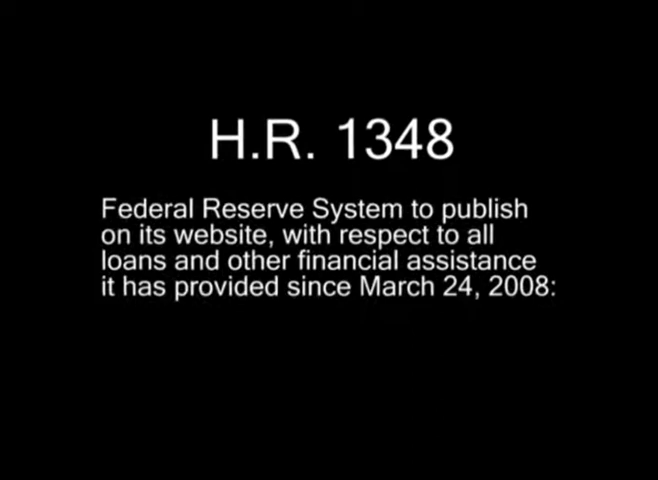 H.R. 1348
Federal Reserve System to publish
on its website, with respect to all
loans and other financial assistance
it has provided since March 24, 2008: